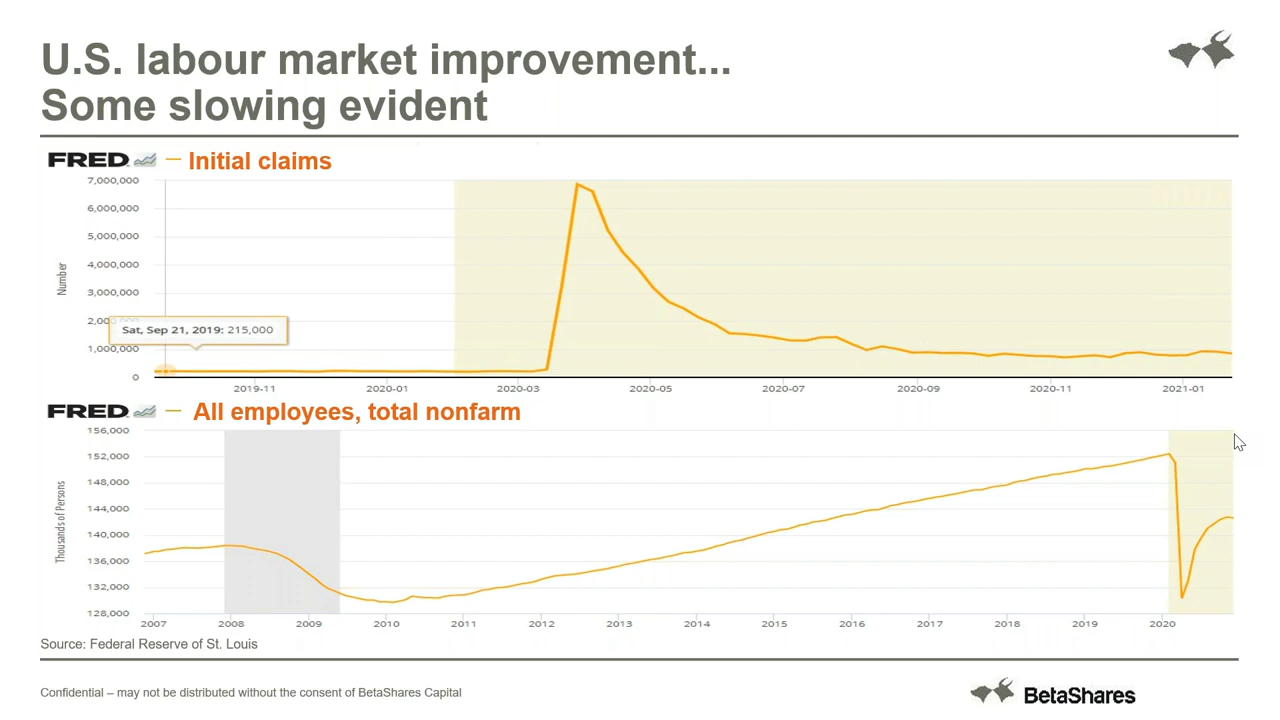 U.S. labour market improvement...
Some slowing evident
FRED — Initial claims
7,000,000
6,000,000
5,000,000
4,000,000
3,000,000
2,000,000
1,000,000
0
Number
Sat, Sep 21, 2019: 215,000
2019-11 2020-01 2020-03 2020-05 2020-07 2020-09 2020-11 2021-01
FRED — All employees, total nonfarm
156,000
152,000
148,000
144,000
140,000
136,000
132,000
128,000
Thousands of Persons
2007 2008 2009 2010 2011 2012 2013 2014 2015 2016 2017 2018 2019 2020
Source: Federal Reserve of St. Louis
Confidential – may not be distributed without the consent of BetaShares Capital
BetaShares